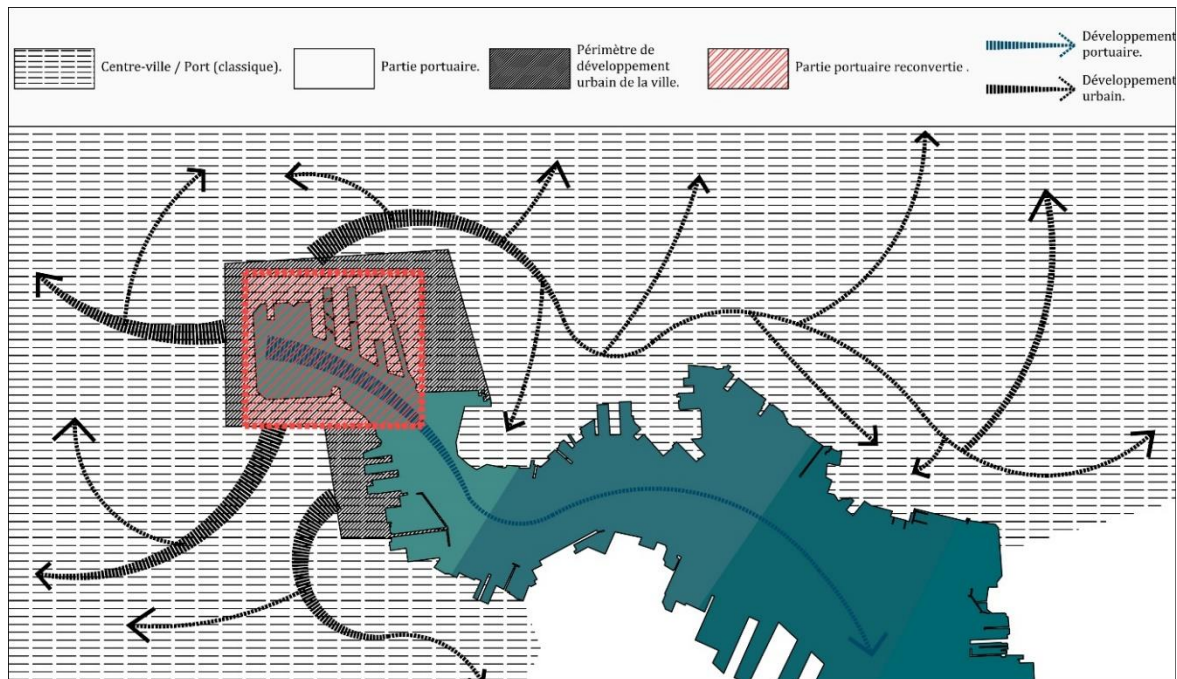 Centre-ville / Port (classique).
Partie portuaire.
Périmètre de
développement
urbain de la ville.
Partie portuaire reconvertie .
Développement
portuaire.
Développement
urbain.